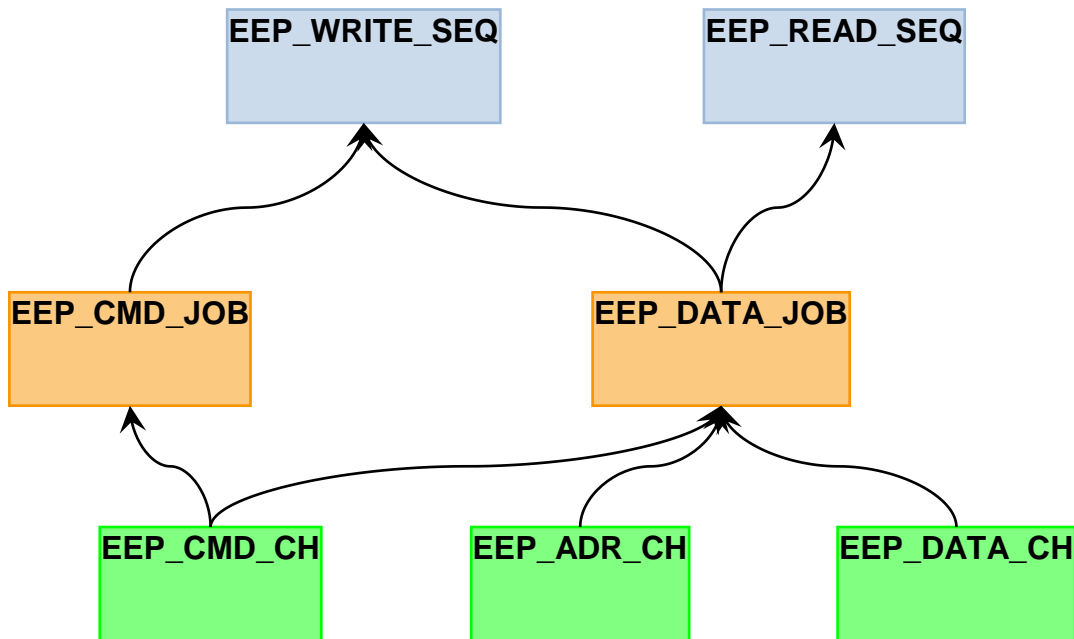 EEP_WRITE_SEQ
EEP_READ_SEQ
EEP_CMD_JOB
EEP_DATA_JOB
EEP_CMD_CH
EEP_ADR_CH
EEP_DATA_CH